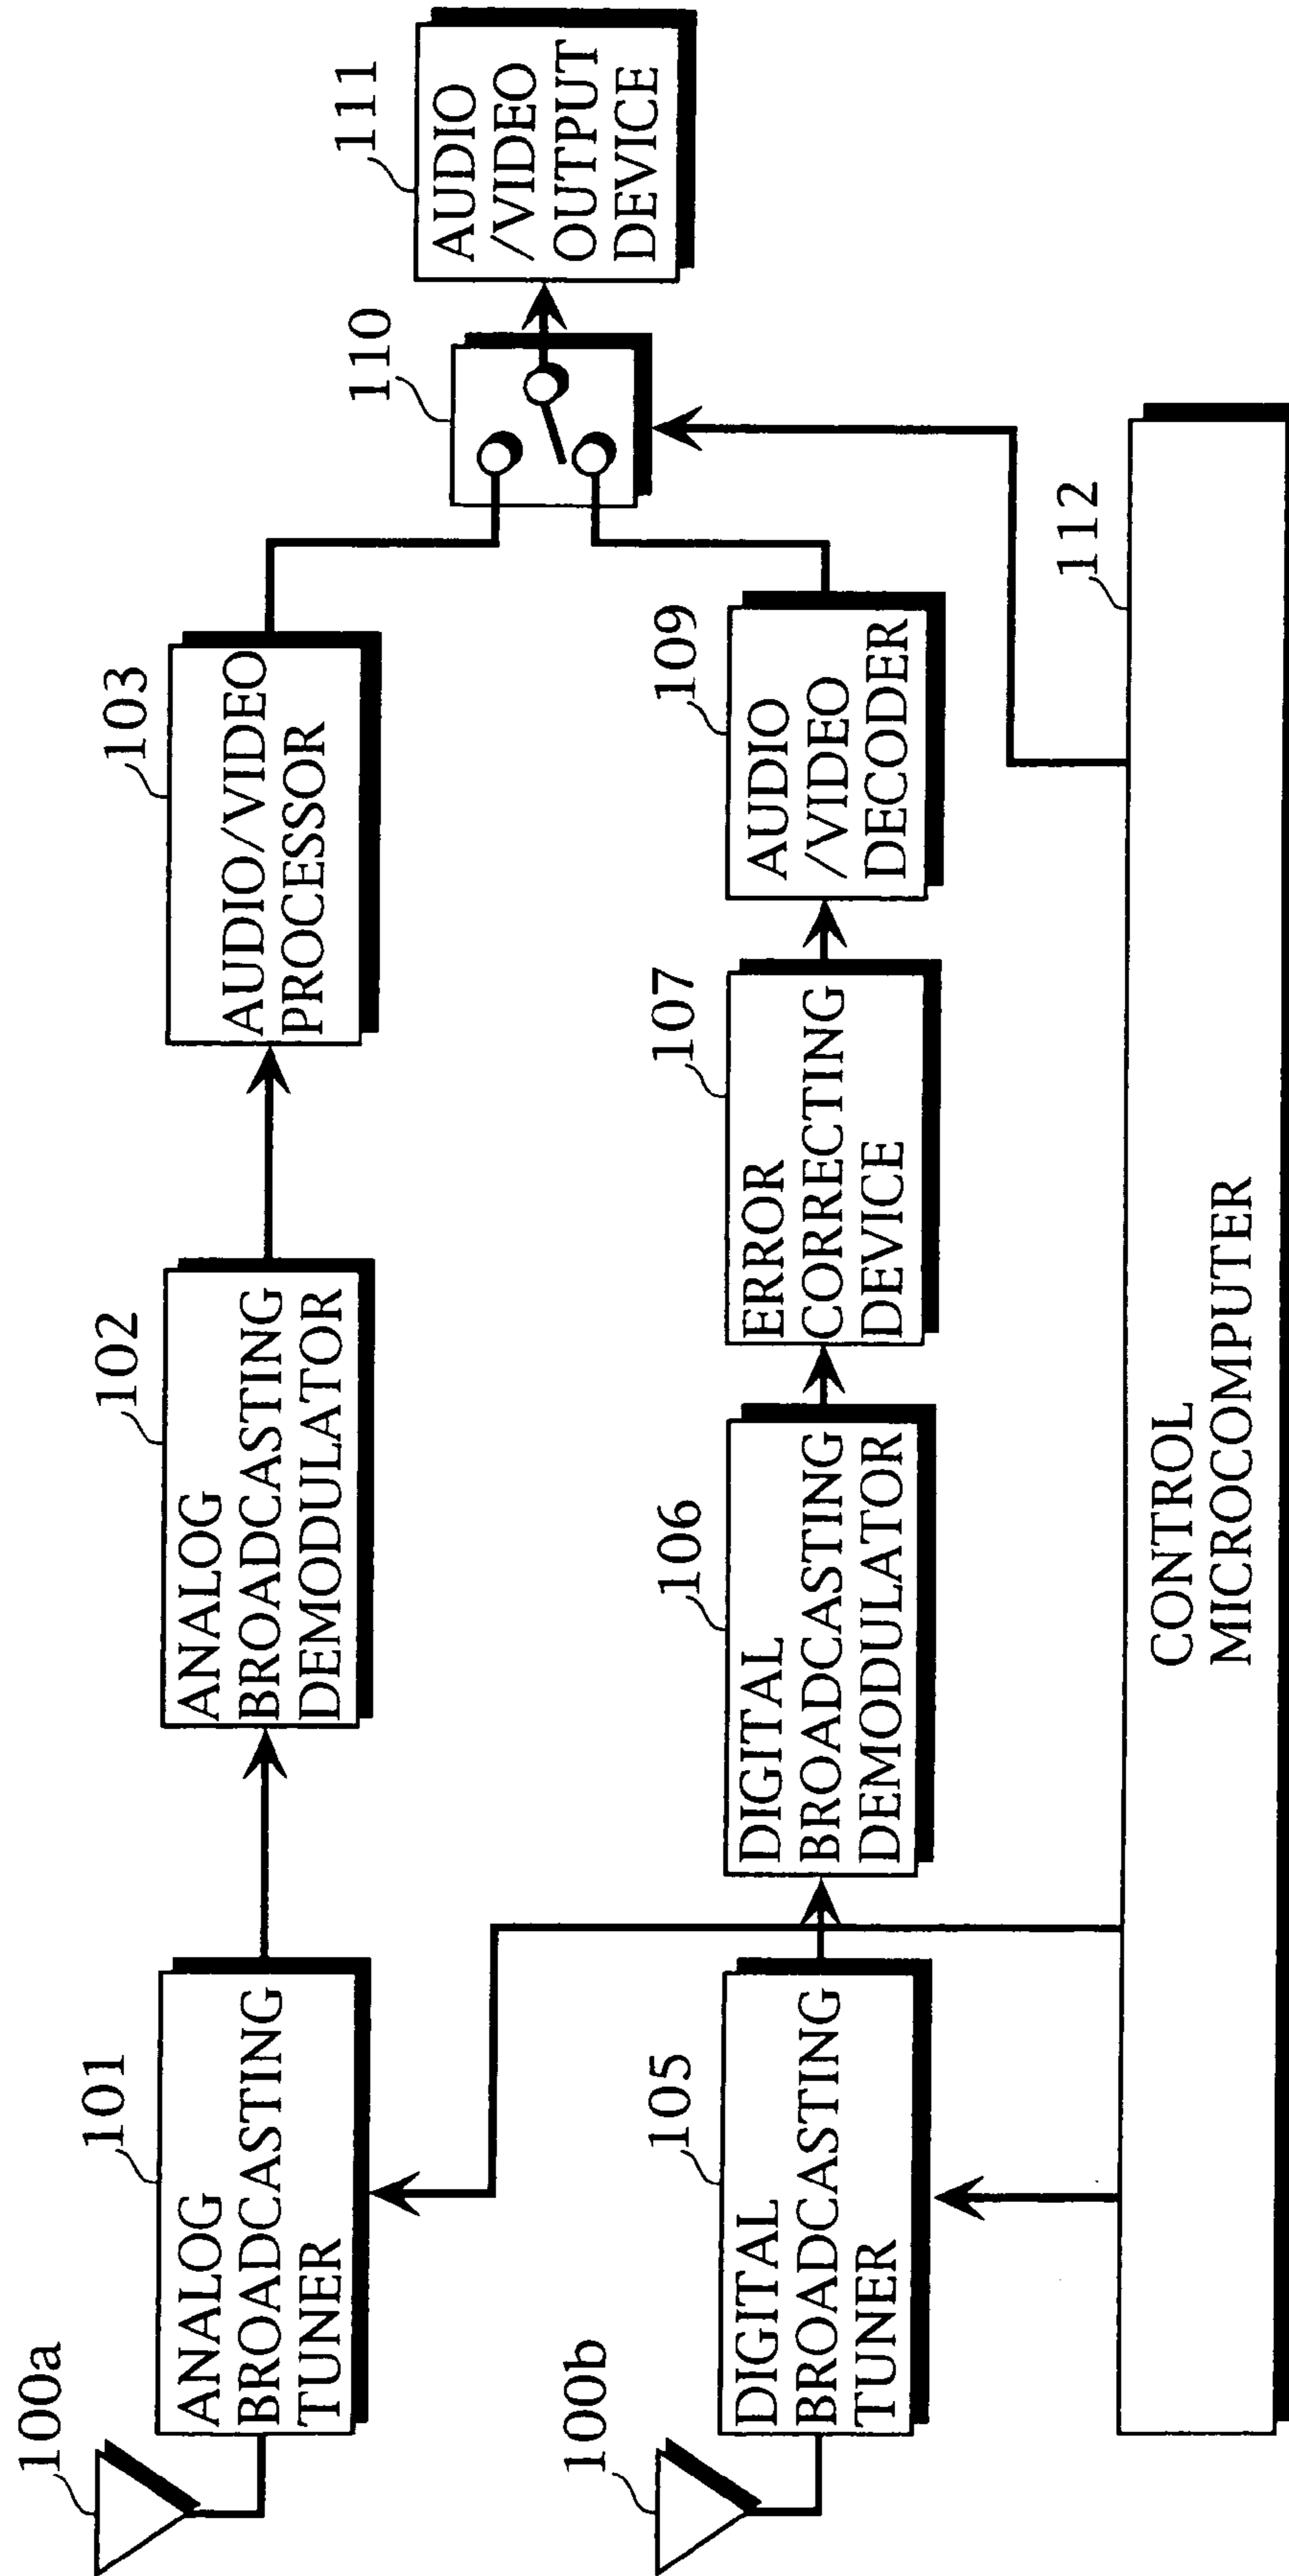 100a
101
ANALOG
BROADCASTING
TUNER
102
ANALOG
BROADCASTING
DEMODULATOR
103
AUDIO/VIDEO
PROCESSOR
110
111
AUDIO
/VIDEO
OUTPUT
DEVICE
100b
105
DIGITAL
BROADCASTING
TUNER
106
DIGITAL
BROADCASTING
DEMODULATOR
107
ERROR
CORRECTING
DEVICE
109
AUDIO
/VIDEO
DECODER
112
CONTROL
MICROCOMPUTER